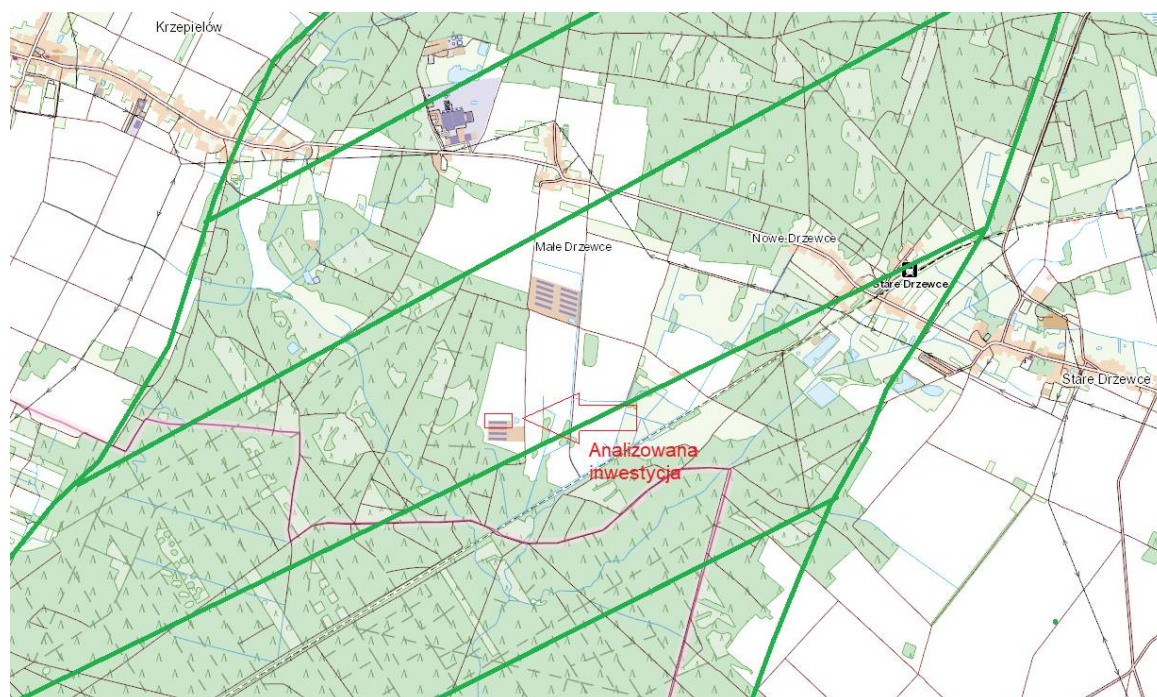 Krzepielów
Małe Drzewce
Nowe Drzewce
Stare Drzewce
Stare Drzewce
Analizowana
inwestycja